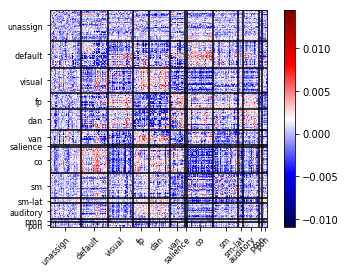 unassign
default
visual
fp
dan
van
salience
co
sm
sm-lat
auditory
pmn
pon
unassign
default
visual
fp
dan
van
salience
co
sm
sm-lat
auditory
pon
0.010
0.005
0.000
−0.005
−0.010